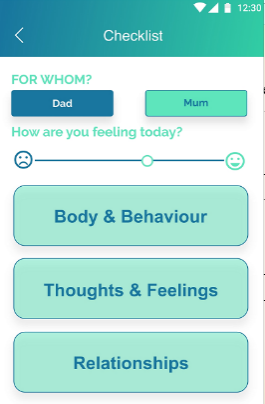 12:30
Checklist
FOR WHOM?
Dad Mum
How are you feeling today?
Body & Behaviour
Thoughts & Feelings
Relationships